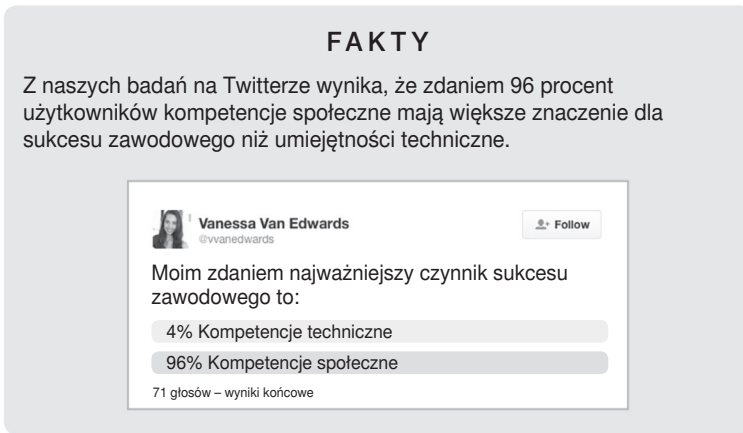 FAKTY
Z naszych badań na Twitterze wynika, że zdaniem 96 procent
użytkowników kompetencje społeczne mają większe znaczenie dla
sukcesu zawodowego niż umiejętności techniczne.
Vanessa Van Edwards
@vvanedwards
Follow
Moim zdaniem najważniejszy czynnik sukcesu
zawodowego to:
4% Kompetencje techniczne
96% Kompetencje społeczne
71 głosów – wyniki końcowe